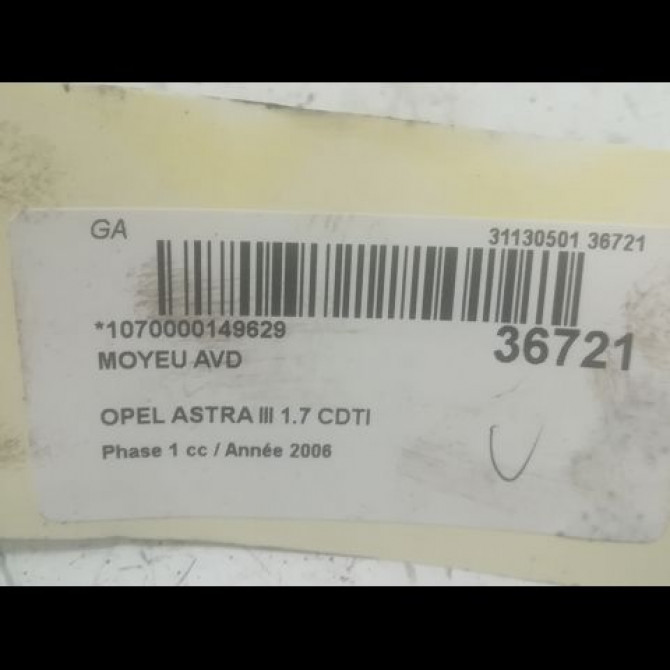 GA
31130501 36721
*1070000149629
36721
MOYEU AVD
OPEL ASTRA III 1.7 CDTI
Phase 1 cc / Année 2006